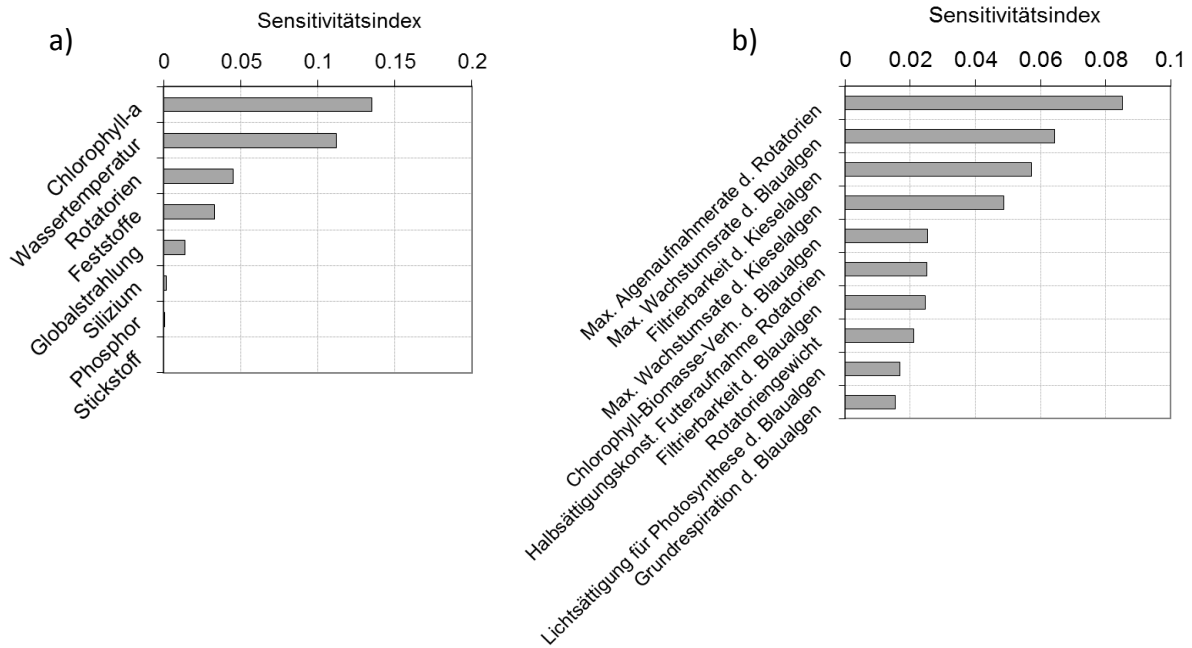 Sensitivitätsindex
a)
0 0.05 0.1 0.15 0.2
Chlorophyll-a
Wassertemperatur
Rotatorien
Feststoffe
Globalstrahlung
Silizium
Phosphor
Stickstoff
Sensitivitätsindex
b)
0 0.02 0.04 0.06 0.08 0.1
Max. Algenaufnahmerate d. Rotatorien
Max. Wachstumsrate d. Blaualgen
Filtrierbarkeit d. Kieselalgen
Max. Wachstumsate d. Kieselalgen
Chlorophyll-Biomasse-Verh. d. Blaualgen
Halbsättigungskonst. Futteraufnahme Rotatorien
Filtrierbarkeit d. Blaualgen
Rotatoriengewicht
Lichtsättigung für Photosynthese d. Blaualgen
Grundrespiration d. Blaualgen